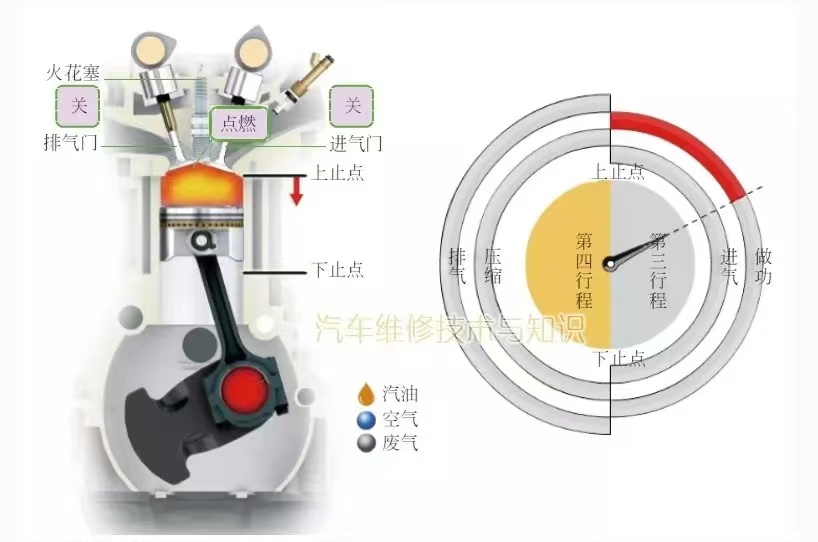 火花塞
关
关
点燃
排气门
进气门
上止点
下止点
汽车维修技术与知识
汽油
空气
废气
上止点
排气
压缩
第四行程
第三行程
进气
做功
下止点